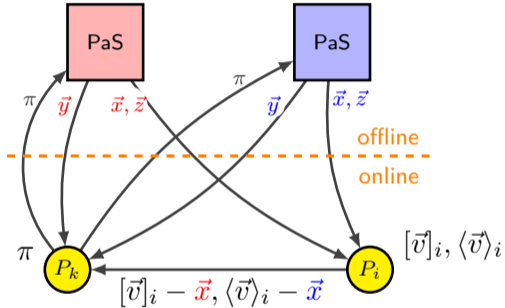 PaS PaS
π y⃗ x⃗, z⃗ π y⃗ x⃗, z⃗
offline
online
π P_k P_i [v⃗]_i, ⟨v⃗⟩_i
[v⃗]_i − x⃗, ⟨v⃗⟩_i − x⃗